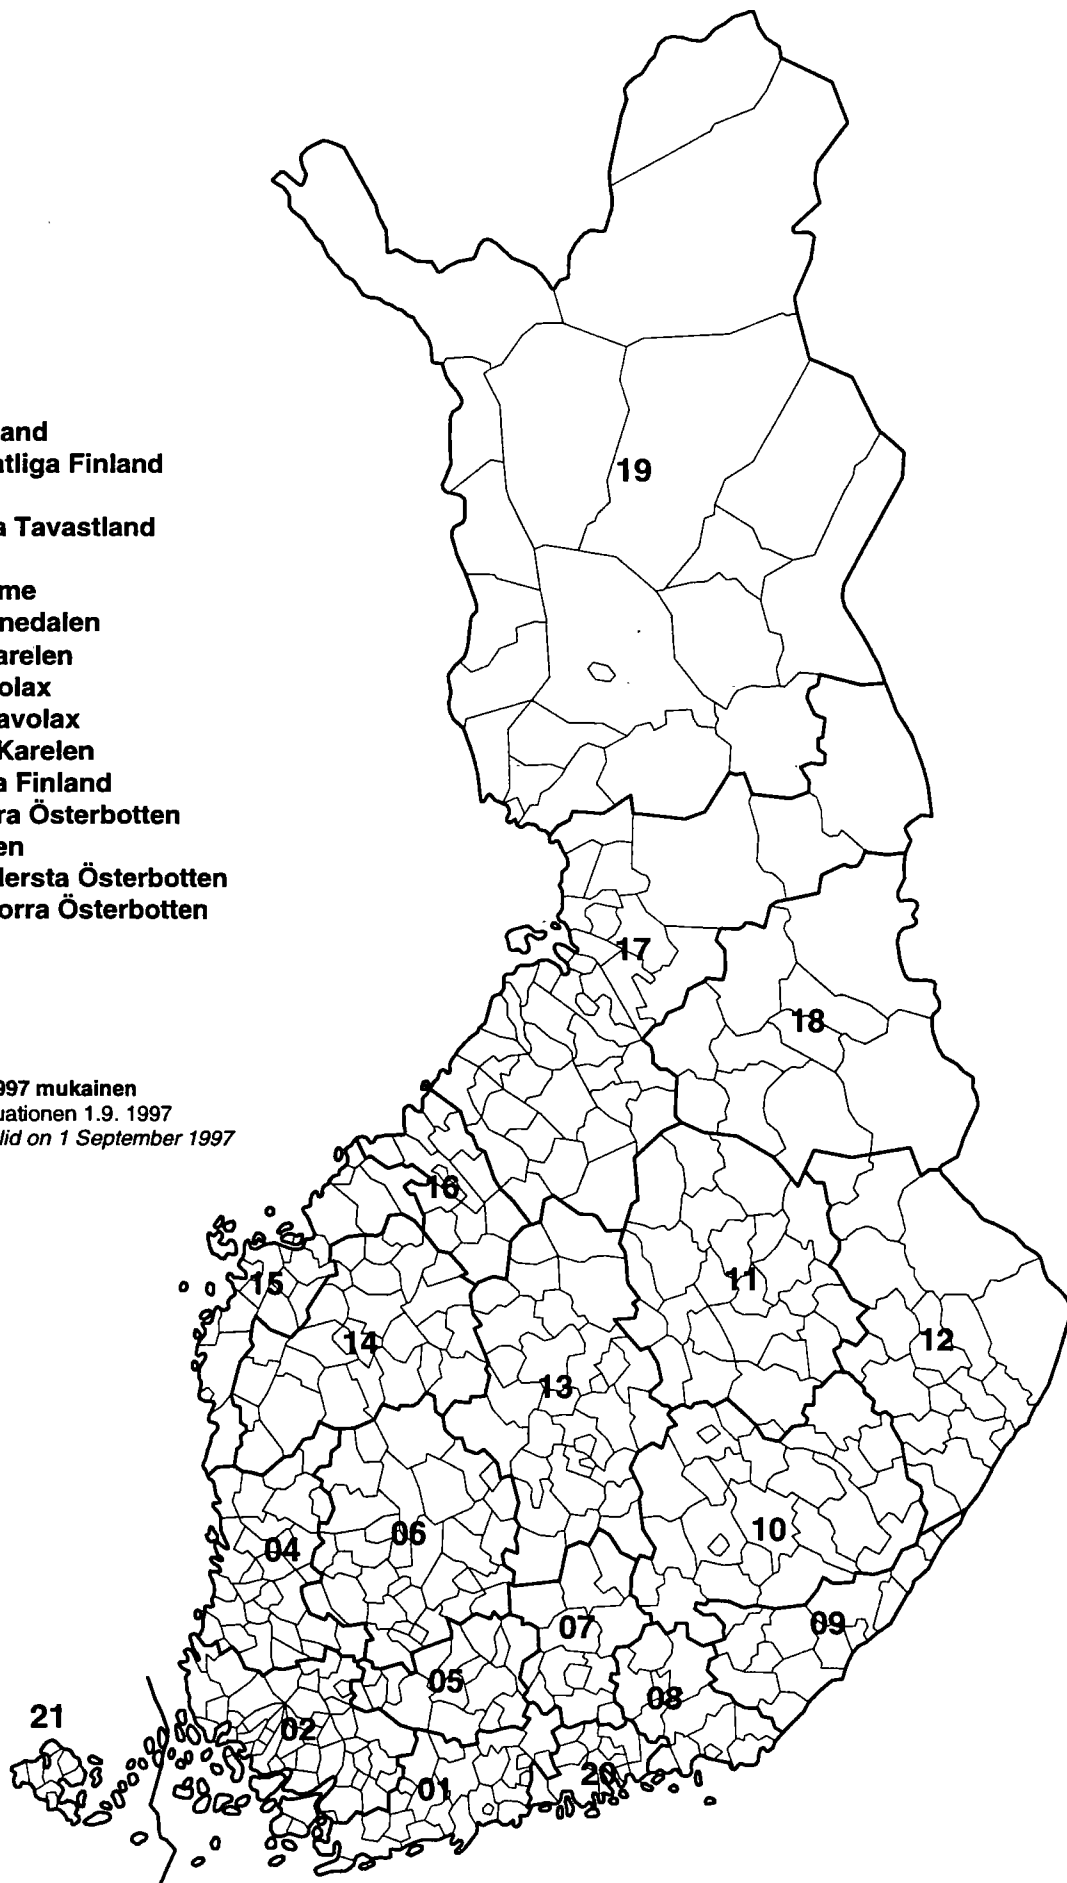 and
atliga Finland
a Tavastland
me
nedalen
arelen
olax
avolax
Karelen
a Finland
ra Österbotten
en
lersta Österbotten
orra Österbotten
997 mukainen
uationen 1.9. 1997
lid on 1 September 1997
19
17
18
16
15
11
14
12
13
10
06
04
07
09
05
08
21
02
20
01